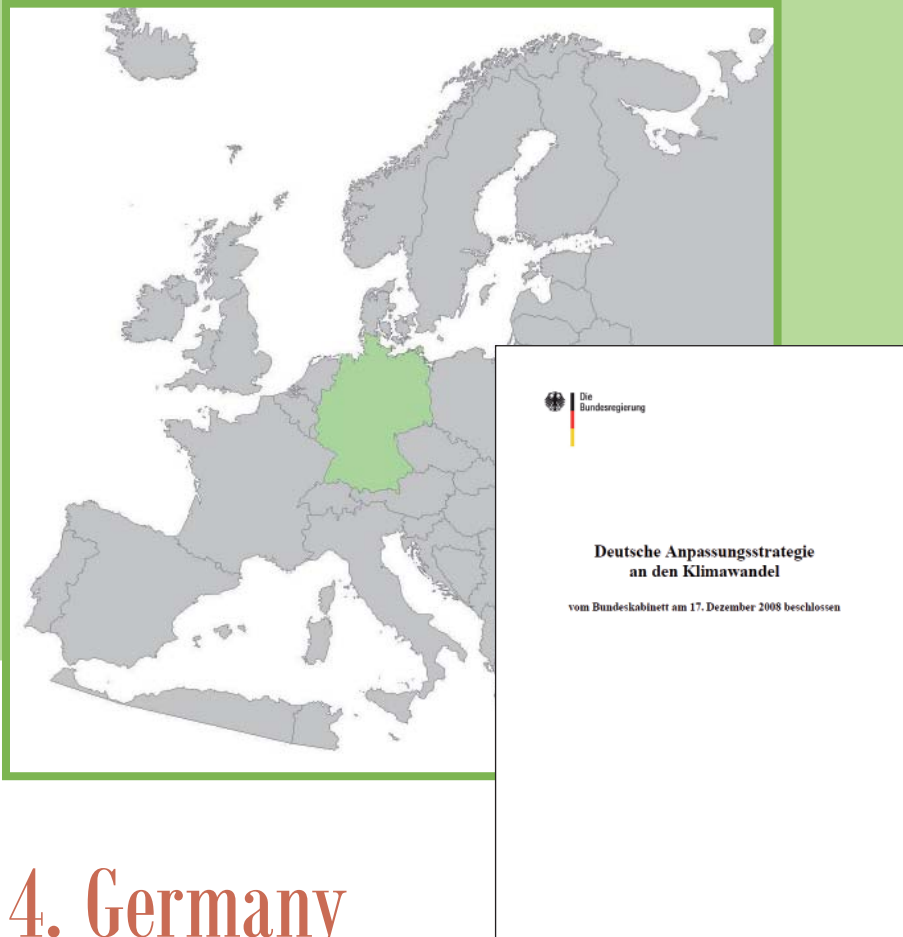 Die
Bundesregierung
Deutsche Anpassungsstrategie
an den Klimawandel
vom Bundeskabinett am 17. Dezember 2008 beschlossen
4. Germany